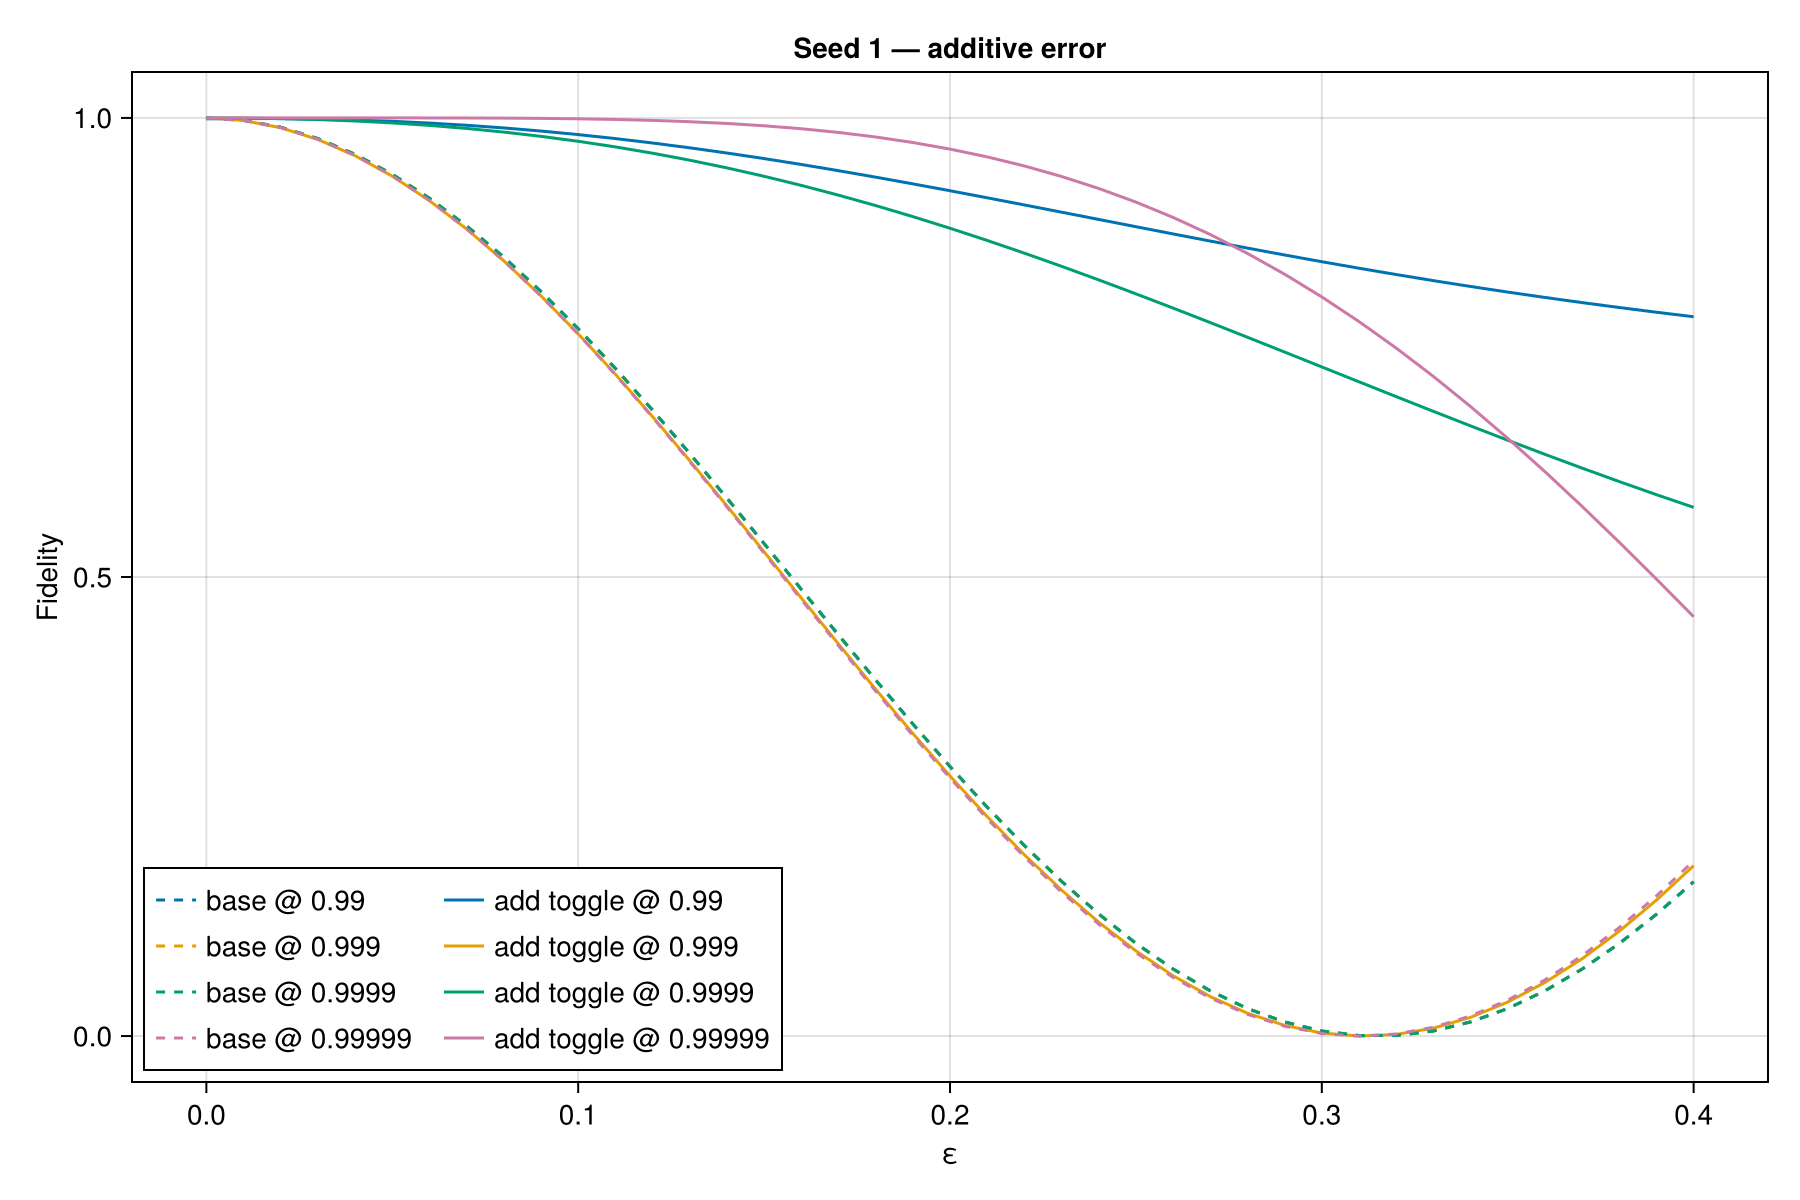 Seed 1 — additive error
Fidelity
1.0
0.5
0.0
base @ 0.99
base @ 0.999
base @ 0.9999
base @ 0.99999
add toggle @ 0.99
add toggle @ 0.999
add toggle @ 0.9999
add toggle @ 0.99999
0.0 0.1 0.2 0.3 0.4
ε